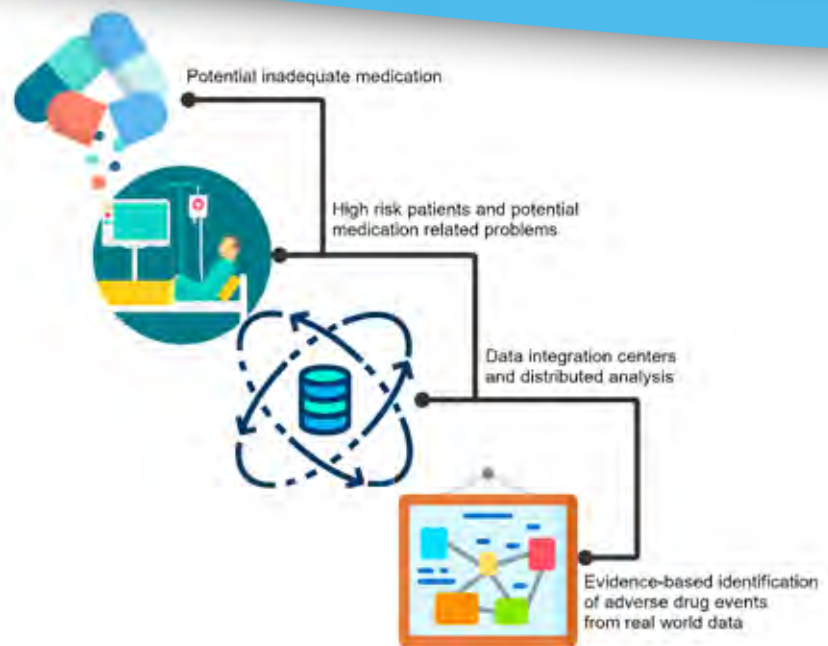 Potential inadequate medication
High risk patients and potential
medication related problems
Data integration centers
and distributed analysis
Evidence-based identification
of adverse drug events
from real world data